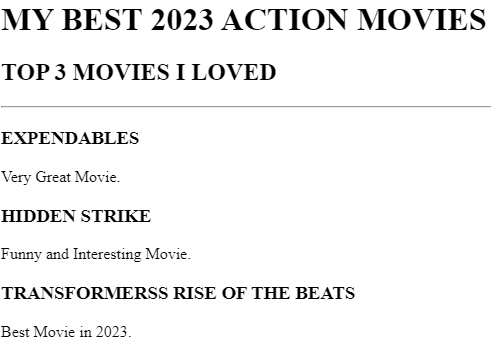 MY BEST 2023 ACTION MOVIES
TOP 3 MOVIES I LOVED
EXPENDABLES
Very Great Movie.
HIDDEN STRIKE
Funny and Interesting Movie.
TRANSFORMERSS RISE OF THE BEATS
Best Movie in 2023.